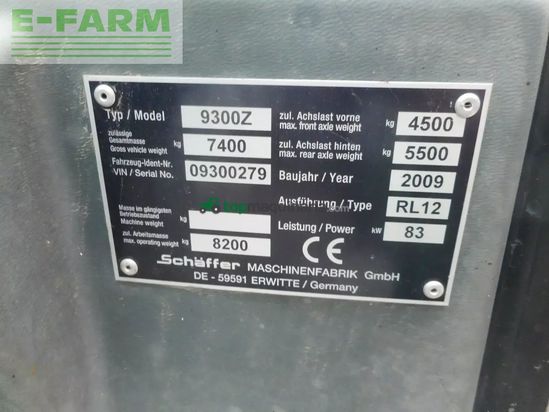 E-FARM
Typ / Model 9300Z
zulässige
Gesamtmasse
Gross vehicle weight kg 7400
Fahrzeug-Ident-Nr.
VIN / Serial No. 09300279
Masse im gängigsten
Betriebszustand
Machine weight kg
zul. Arbeitsmasse
max. operating weight kg 8200
zul. Achslast vorne
max. front axle weight kg 4500
zul. Achslast hinten
max. rear axle weight kg 5500
Baujahr / Year 2009
Ausführung / Type RL12
Leistung / Power kW 83
CE
Schäffer MASCHINENFABRIK GmbH
DE - 59591 ERWITTE / Germany